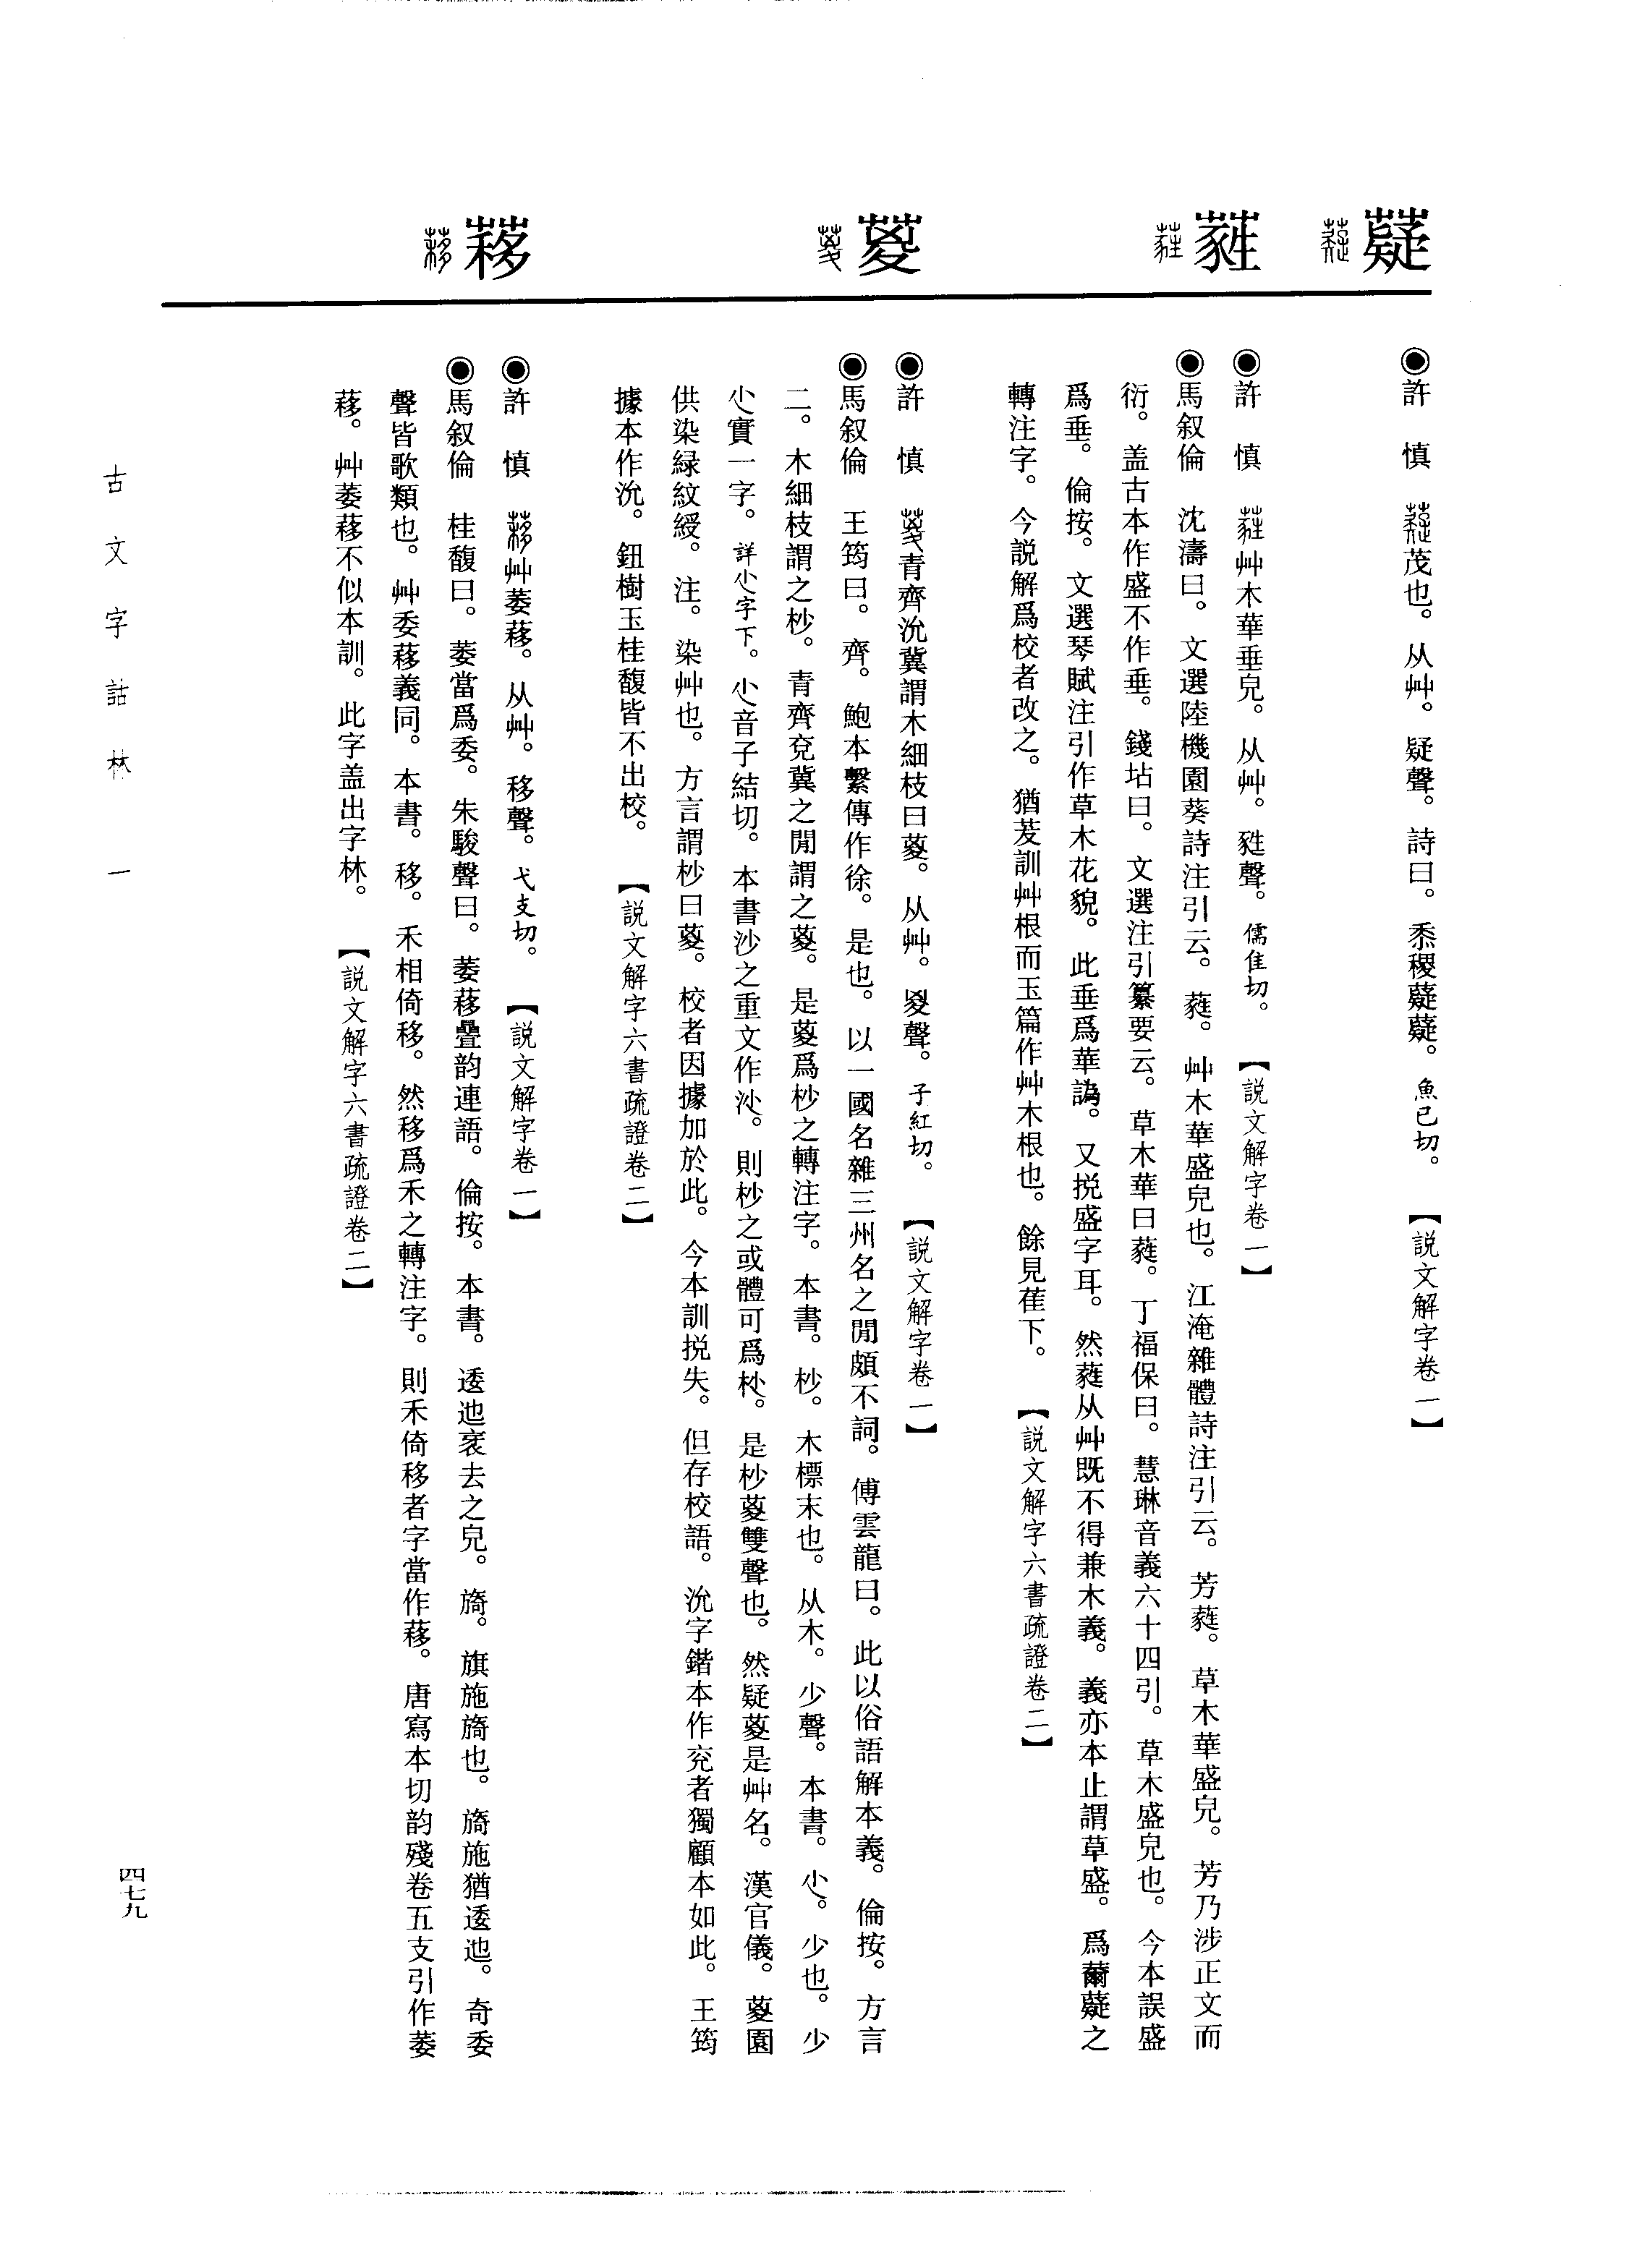 薿
◉許　慎　茂也。从艸。疑聲。詩曰。黍稷薿薿。魚己切。【説文解字卷一】
蕤
◉許　慎　艸木華垂皃。从艸。甤聲。儒隹切。【説文解字卷一】
◉馬叙倫　沈濤曰。文選陸機園葵詩注引云。蕤。艸木華盛皃也。江淹雜體詩注引云。芳蕤。草木華盛皃。芳乃涉正文而
衍。盖古本作盛不作垂。錢坫曰。文選注引纂要云。草木華曰蕤。丁福保曰。慧琳音義六十四引。草木盛皃也。今本誤盛
爲垂。倫按。文選琴賦注引作草木花貌。此垂爲華譌。又挩盛字耳。然蕤从艸既不得兼木義。義亦本止謂草盛。爲薾薿之
轉注字。今説解爲校者改之。猶茇訓艸根而玉篇作艸木根也。餘見萑下。【説文解字六書疏證卷二】
葼
◉許　慎　青齊沇冀謂木細枝曰葼。从艸。㚇聲。子紅切。【説文解字卷一】
◉馬叙倫　王筠曰。齊。鮑本繫傳作徐。是也。以一國名雜三州名之閒頗不詞。傅雲龍曰。此以俗語解本義。倫按。方言
二。木細枝謂之杪。青齊兗冀之閒謂之葼。是葼爲杪之轉注字。本書。杪。木標末也。从木。少聲。本書。尐。少也。少
尐實一字。詳尐字下。尐音子結切。本書沙之重文作沊。則杪之或體可爲。是杪葼雙聲也。然疑葼是艸名。漢官儀。葼園
供染緑紋綬。注。染艸也。方言謂杪曰葼。校者因據加於此。今本訓挩失。但存校語。沇字鍇本作兖者獨顧本如此。王筠
據本作沇。鈕樹玉桂馥皆不出校。【説文解字六書疏證卷二】
蓩
◉許　慎　艸萎䔟。从艸。移聲。弋支切。【説文解字卷一】
◉馬叙倫　桂馥曰。萎當爲委。朱駿聲曰。萎䔟疊韵連語。倫按。本書。逶迆衺去之皃。旖。旗施旖也。旖施猶逶迆。奇委
聲皆歌類也。艸委䔟義同。本書。移。禾相倚移。然移爲禾之轉注字。則禾倚移者字當作䔟。唐寫本切韵殘卷五支引作萎
䔟。艸萎䔟不似本訓。此字盖出字林。【説文解字六書疏證卷二】
古文字詁林　一
四七九